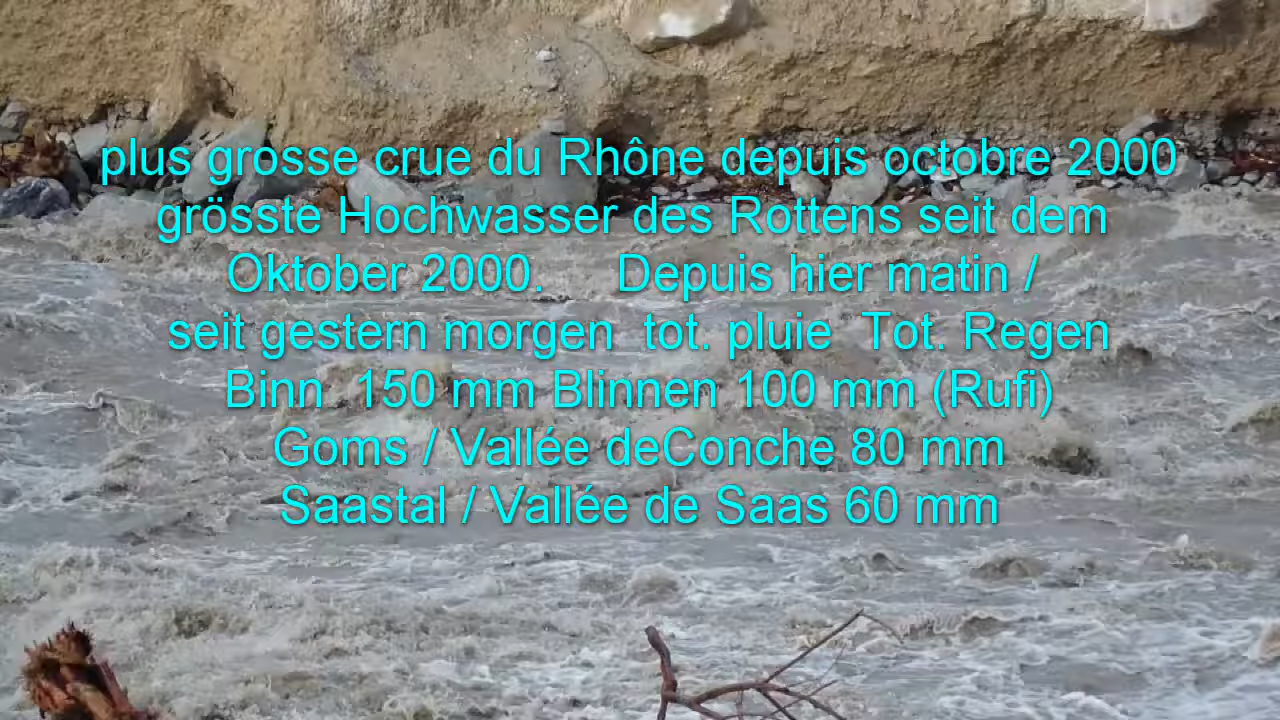 plus grosse crue du Rhône depuis octobre 2000
grösste Hochwasser des Rottens seit dem
Oktober 2000. Depuis hier matin /
seit gestern morgen tot. pluie Tot. Regen
Binn 150 mm Blinnen 100 mm (Rufi)
Goms / Vallée deConche 80 mm
Saastal / Vallée de Saas 60 mm